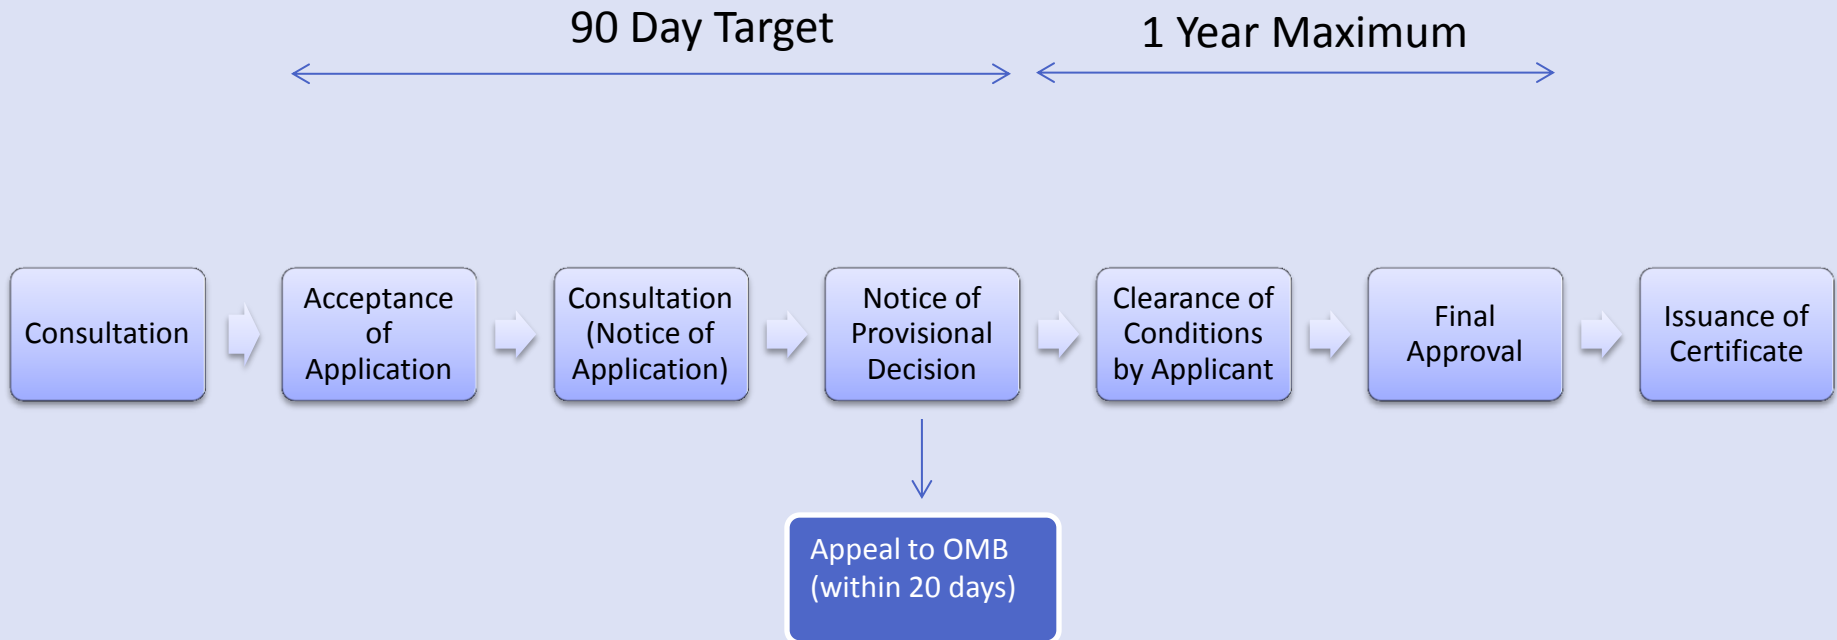 90 Day Target
1 Year Maximum
Consultation
Acceptance
of
Application
Consultation
(Notice of
Application)
Notice of
Provisional
Decision
Clearance of
Conditions
by Applicant
Final
Approval
Issuance of
Certificate
Appeal to OMB
(within 20 days)